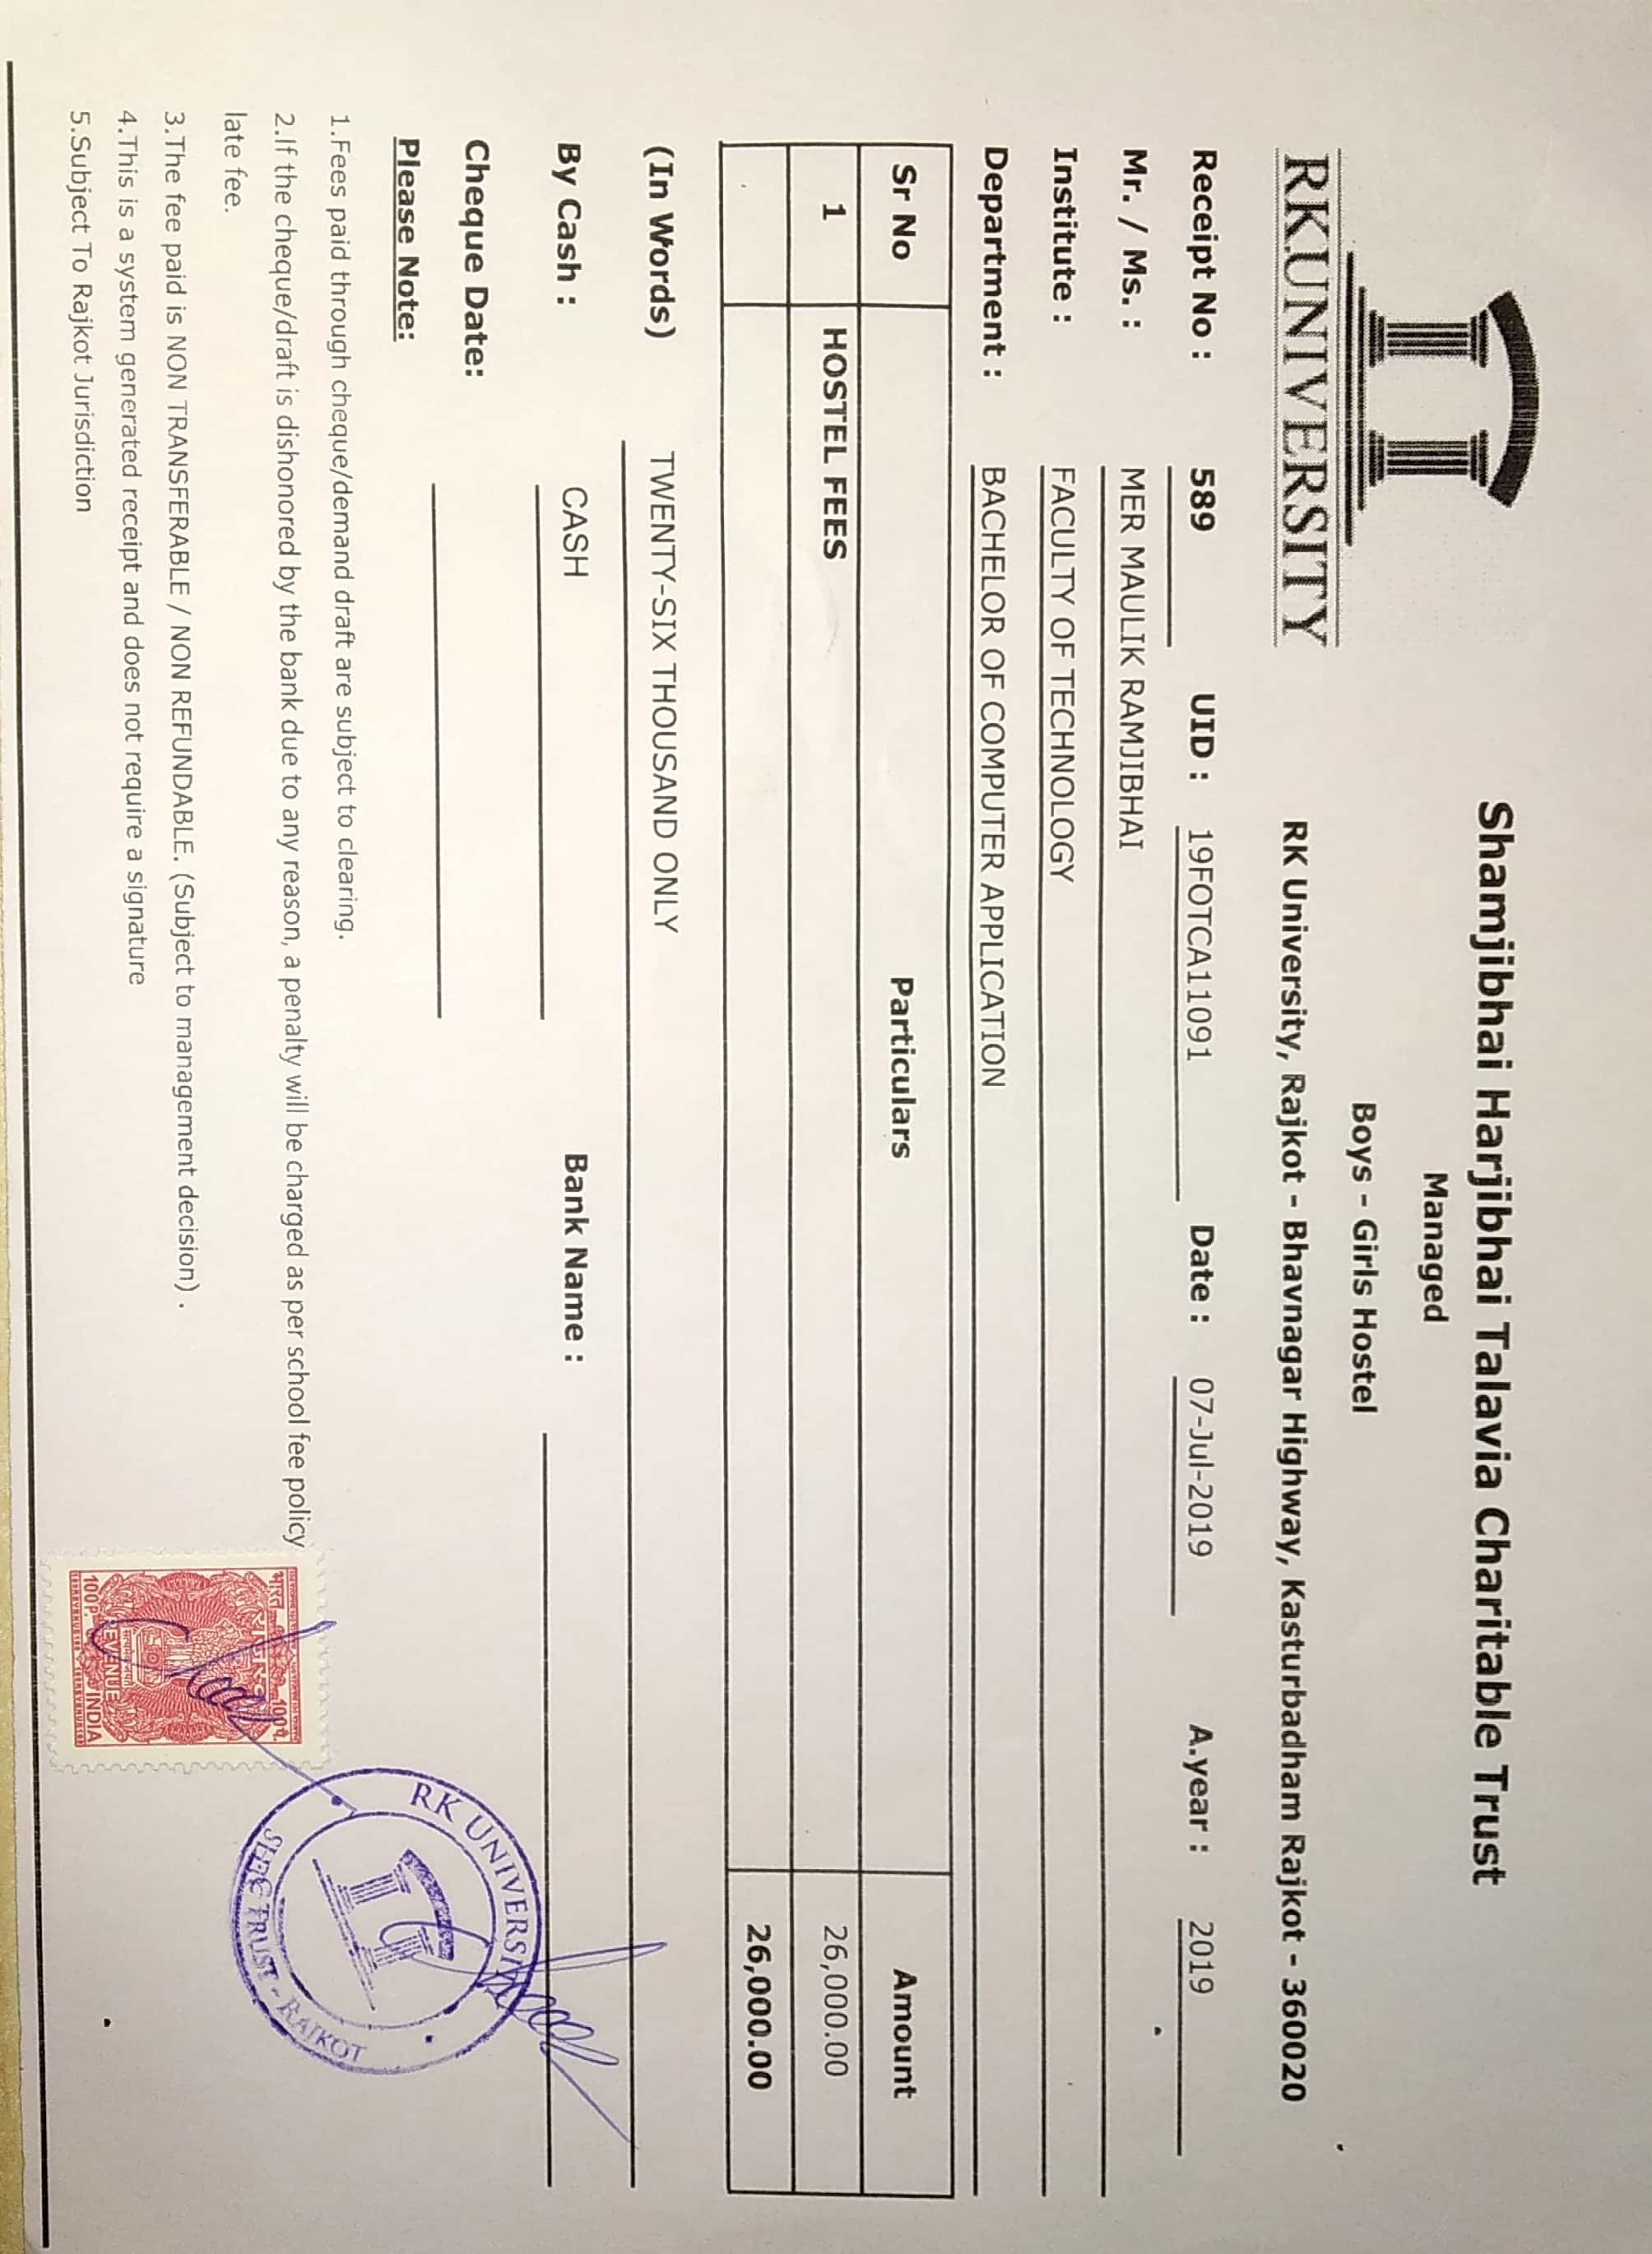 Shamjibhai Harjibhai Talavia Charitable Trust
Managed
Boys - Girls Hostel
RKUNIVERSITY
RK University, Rajkot - Bhavnagar Highway, Kasturbadham Rajkot - 360020
Receipt No : 589 UID : 19FOTCA11091 Date : 07-Jul-2019 A.year : 2019
Mr. / Ms. : MER MAULIK RAMJIBHAI
Institute : FACULTY OF TECHNOLOGY
Department : BACHELOR OF COMPUTER APPLICATION
Sr No Particulars Amount
1 HOSTEL FEES 26,000.00
26,000.00
(In Words) TWENTY-SIX THOUSAND ONLY
By Cash : CASH Bank Name :
Cheque Date:
Please Note:
1.Fees paid through cheque/demand draft are subject to clearing.
2.If the cheque/draft is dishonored by the bank due to any reason, a penalty will be charged as per school fee policy
late fee.
3.The fee paid is NON TRANSFERABLE / NON REFUNDABLE. (Subject to management decision) .
4.This is a system generated receipt and does not require a signature
5.Subject To Rajkot Jurisdiction
RK UNIVERSITY
TRUST - RAJKOT
भारत 100प.
100P. INDIA
REVENUE